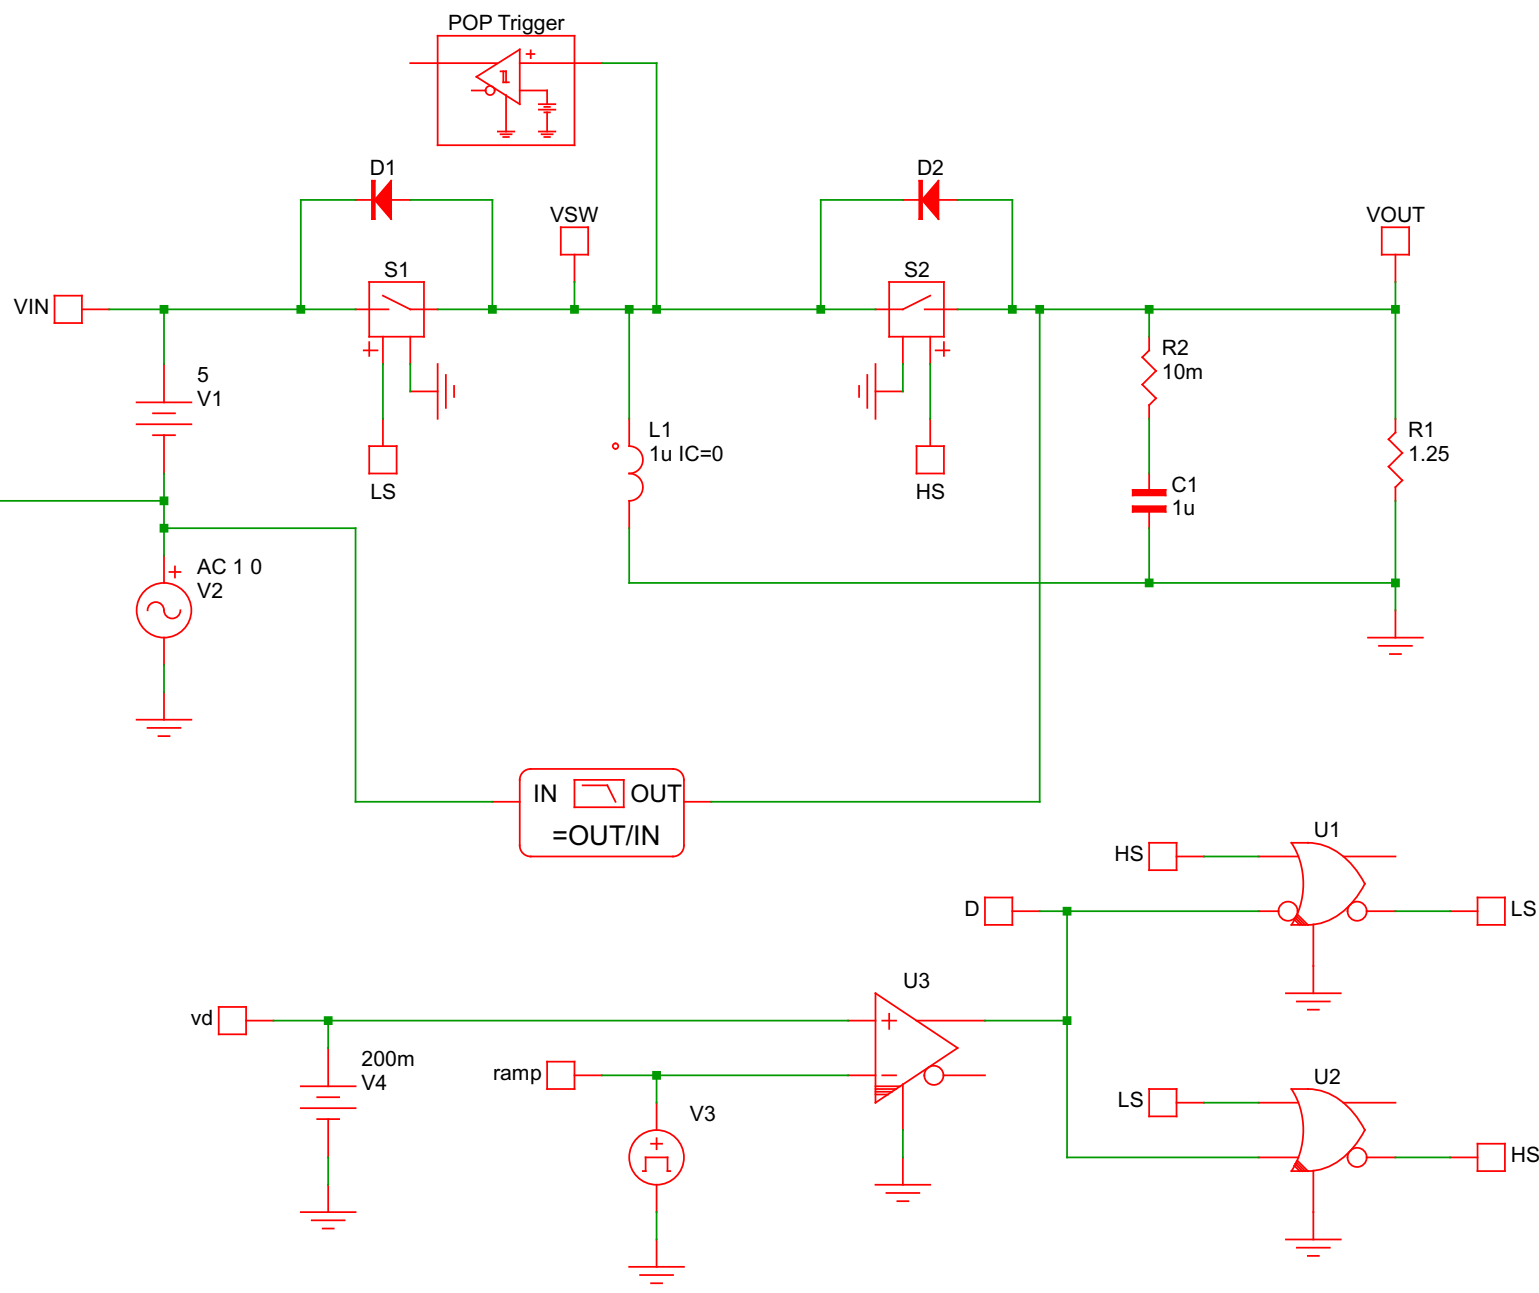 POP Trigger
D1
D2
VSW
VOUT
S1
S2
VIN
+
+
R2
10m
5
V1
L1
1u IC=0
R1
1.25
LS
HS
C1
1u
AC 1 0
V2
+
IN OUT
=OUT/IN
U1
HS
D
LS
U3
vd
+
200m
V4
ramp
−
U2
LS
V3
+
HS